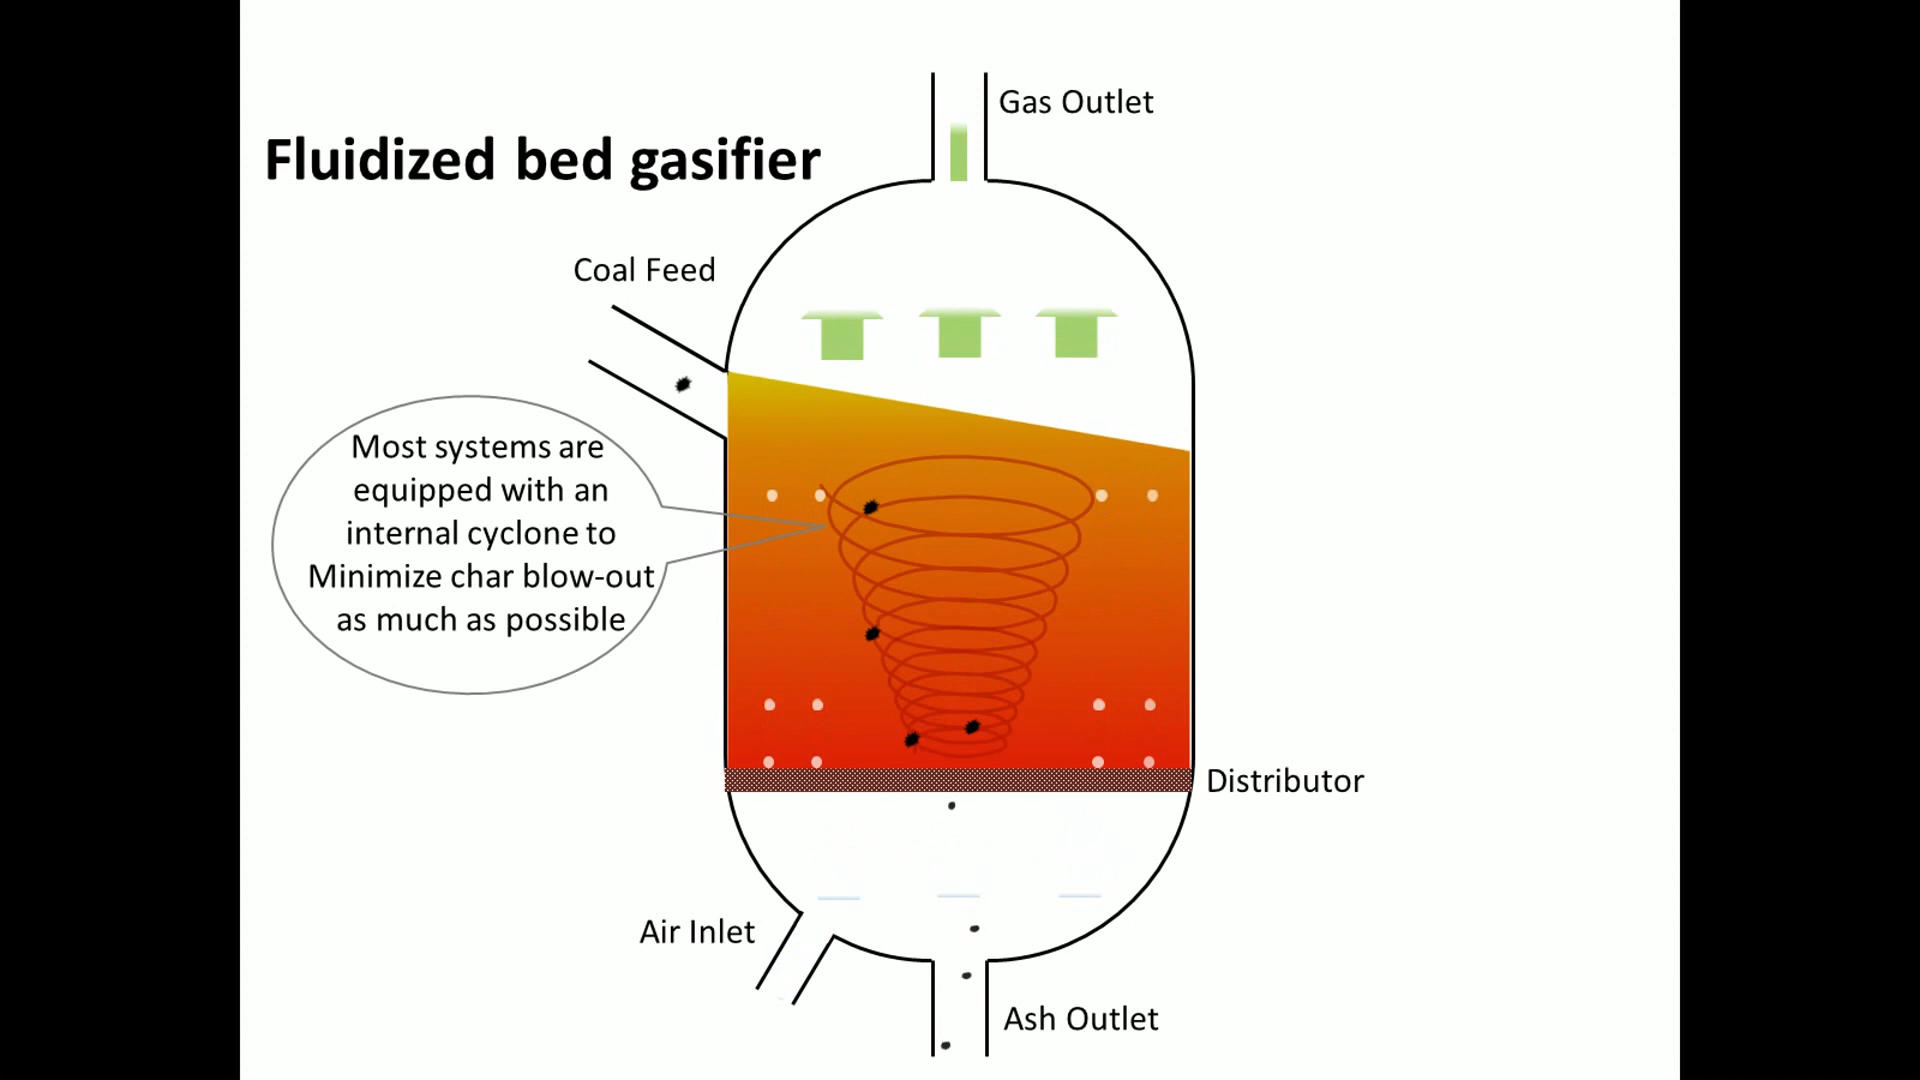 Gas Outlet
Fluidized bed gasifier
Coal Feed
Most systems are
equipped with an
internal cyclone to
Minimize char blow-out
as much as possible
Distributor
Air Inlet
Ash Outlet